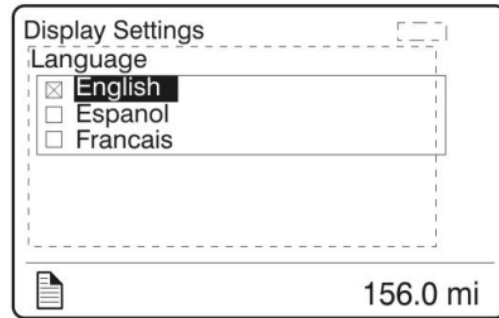 Display Settings
Language
English
Espanol
Francais
156.0 mi